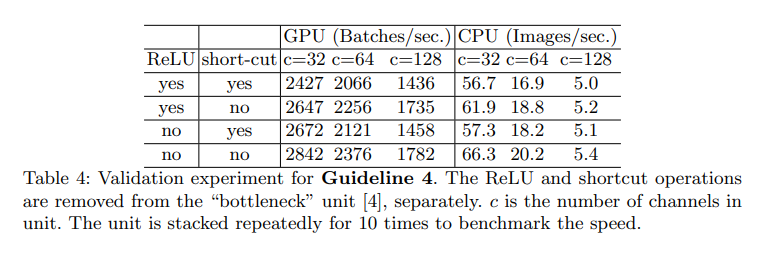 GPU (Batches/sec.) CPU (Images/sec.)
ReLU short-cut c=32 c=64 c=128 c=32 c=64 c=128
yes yes 2427 2066 1436 56.7 16.9 5.0
yes no 2647 2256 1735 61.9 18.8 5.2
no yes 2672 2121 1458 57.3 18.2 5.1
no no 2842 2376 1782 66.3 20.2 5.4
Table 4: Validation experiment for Guideline 4. The ReLU and shortcut operations
are removed from the “bottleneck” unit [4], separately. c is the number of channels in
unit. The unit is stacked repeatedly for 10 times to benchmark the speed.